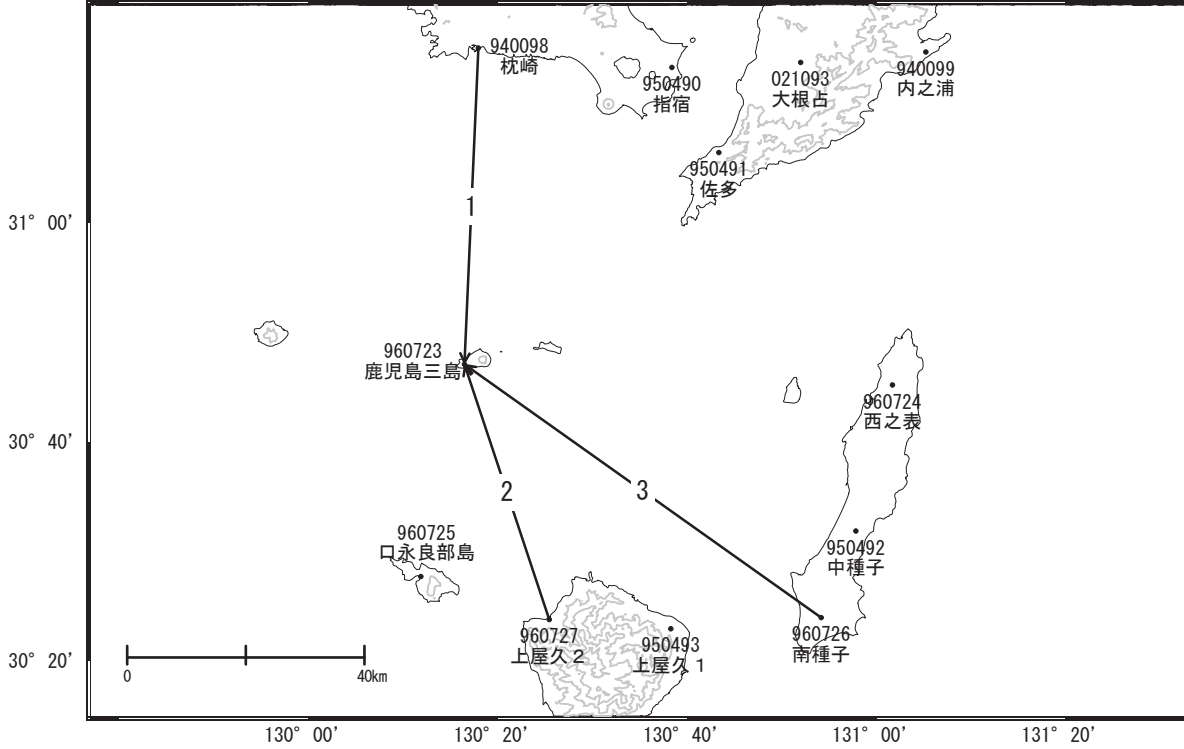 940098
枕崎
950490
指宿
021093
大根占
940099
内之浦
950491
佐多
1
31° 00'
960723
鹿児島三島
960724
西之表
30° 40'
2
3
960725
口永良部島
950492
中種子
960727
上屋久2
950493
上屋久1
960726
南種子
30° 20'
0
40km
130° 00'
130° 20'
130° 40'
131° 00'
131° 20'